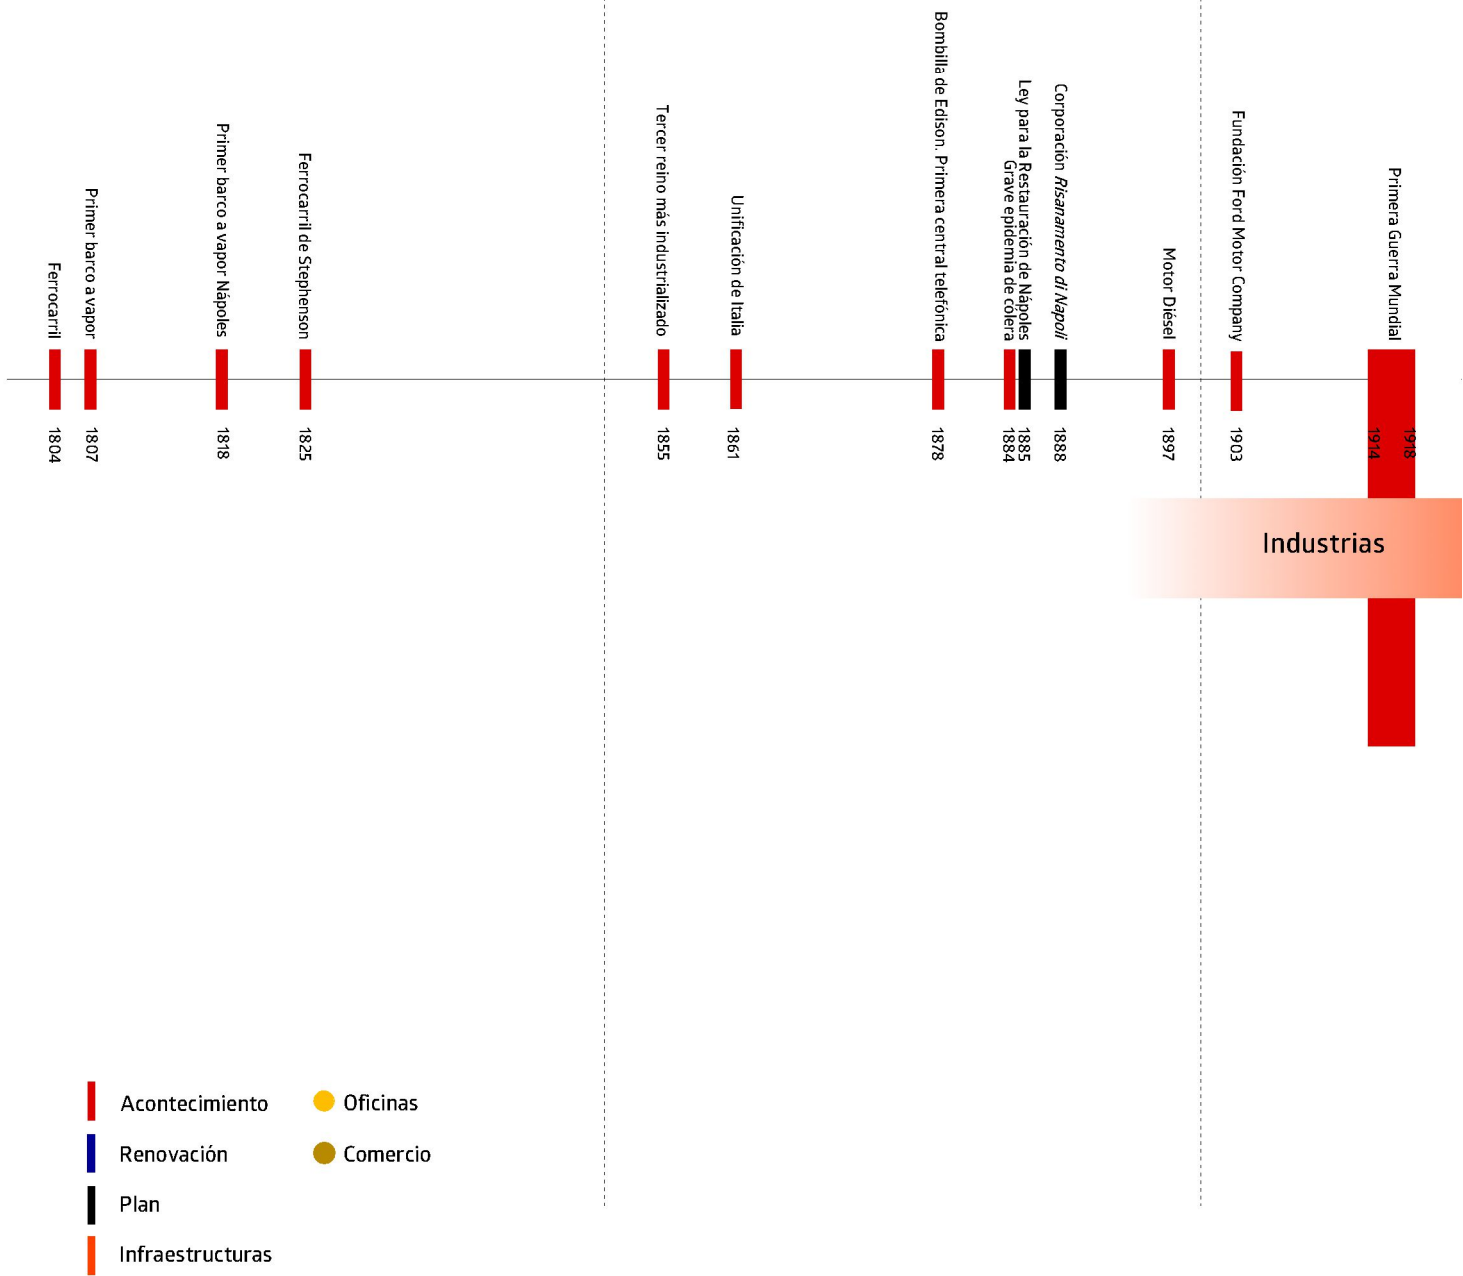 Ferrocarril
Primer barco a vapor
Primer barco a vapor Nápoles
Ferrocarril de Stephenson
Tercer reino más industrializado
Unificación de Italia
Bombilla de Edison. Primera central telefónica
Grave epidemia de cólera
Ley para la Restauración de Nápoles
Corporación Risanamento di Napoli
Motor Diésel
Fundación Ford Motor Company
Primera Guerra Mundial
1804
1807
1818
1825
1855
1861
1878
1884
1885
1888
1897
1903
1914
1918
Industrias
Acontecimiento
Renovación
Plan
Infraestructuras
Oficinas
Comercio